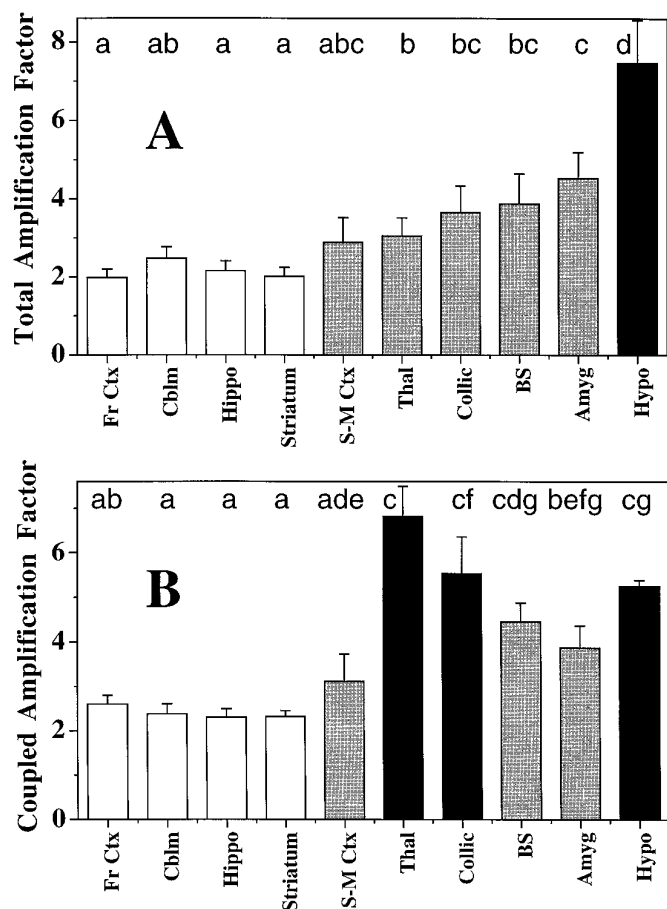 8
6
4
2
0
Total Amplification Factor
a ab a a abc b bc bc c d
A
Fr Ctx
Cblm
Hippo
Striatum
S-M Ctx
Thal
Collic
BS
Amyg
Hypo
6
4
2
0
Coupled Amplification Factor
ab a a a ade c cf cdg befg cg
B
Fr Ctx
Cblm
Hippo
Striatum
S-M Ctx
Thal
Collic
BS
Amyg
Hypo